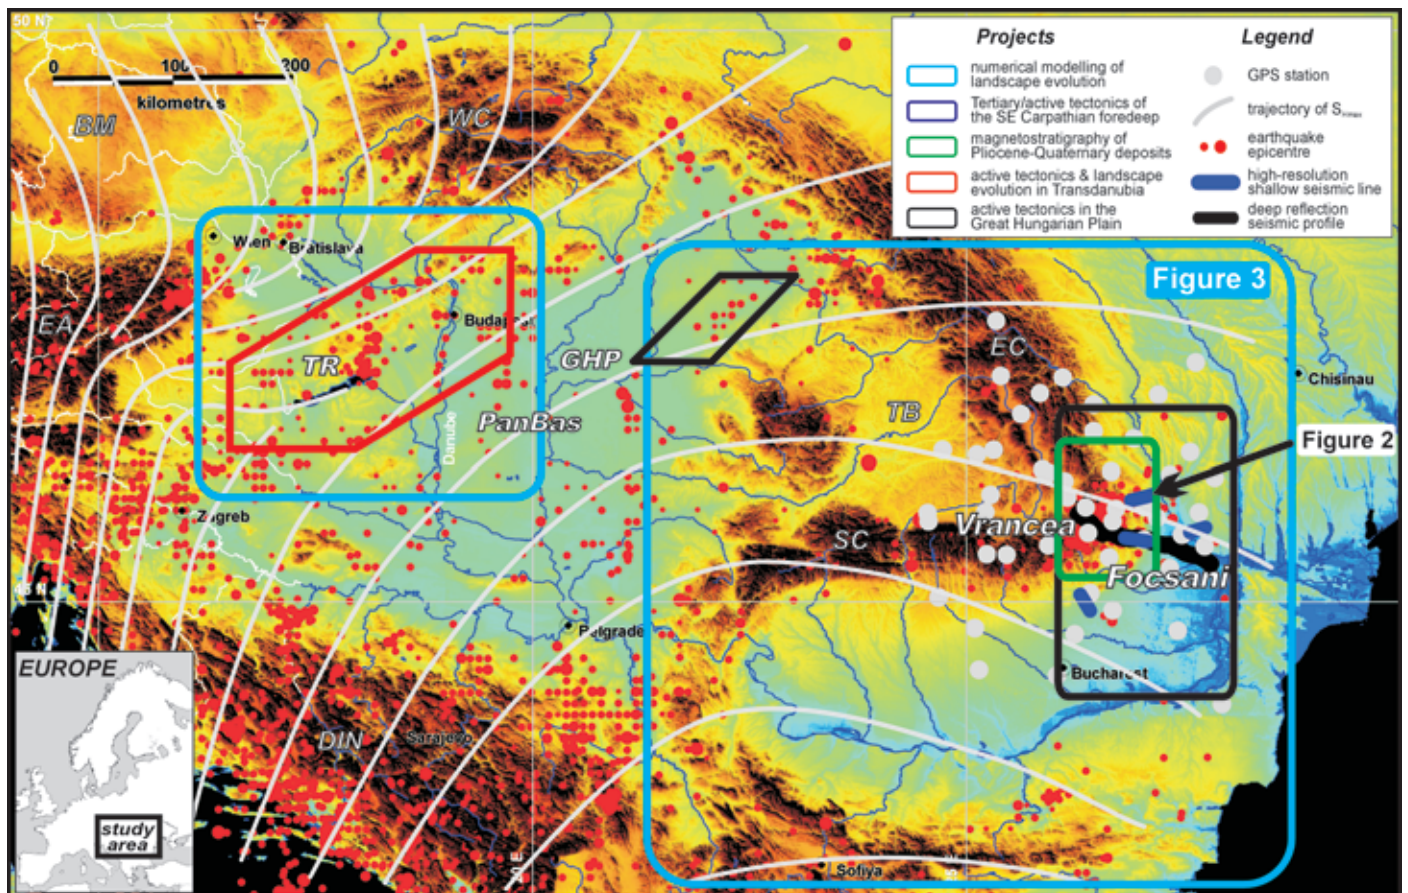 50 N
0 100 200
kilometres
BM
WC
Projects
numerical modelling of
landscape evolution
Tertiary/active tectonics of
the SE Carpathian foredeep
magnetostratigraphy of
Pliocene-Quaternary deposits
active tectonics & landscape
evolution in Transdanubia
active tectonics in the
Great Hungarian Plain
Legend
GPS station
trajectory of SHmax
earthquake
epicentre
high-resolution
shallow seismic line
deep reflection
seismic profile
Wien
Bratislava
Figure 3
EA
Budapest
TR
GHP
EC
Chisinau
PanBas
TB
Danube
Figure 2
Zagreb
Vrancea
SC
Focsani
45 N
Belgrade
EUROPE
Bucharest
DIN
Sarajevo
study
area
Sofiya